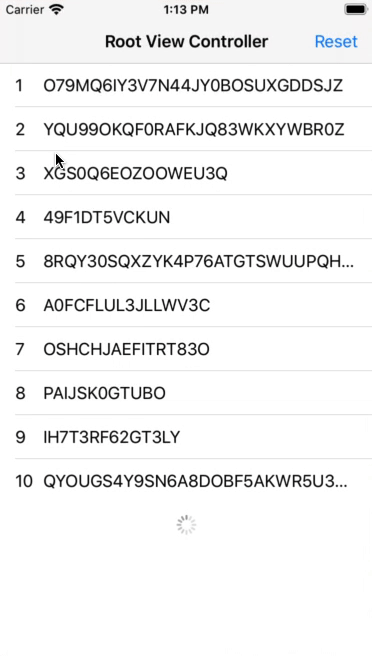 Carrier 1:13 PM
Root View Controller Reset
1 O79MQ6IY3V7N44JY0BOSUXGDDSJZ
2 YQU99OKQF0RAFKJQ83WKXYWBR0Z
3 XGS0Q6EOZOOWEU3Q
4 49F1DT5VCKUN
5 8RQY30SQXZYK4P76ATGTSWUUPQH...
6 A0FCFLUL3JLLWV3C
7 OSHCHJAEFITRT83O
8 PAIJSK0GTUBO
9 IH7T3RF62GT3LY
10 QYOUGS4Y9SN6A8DOBF5AKWR5U3...